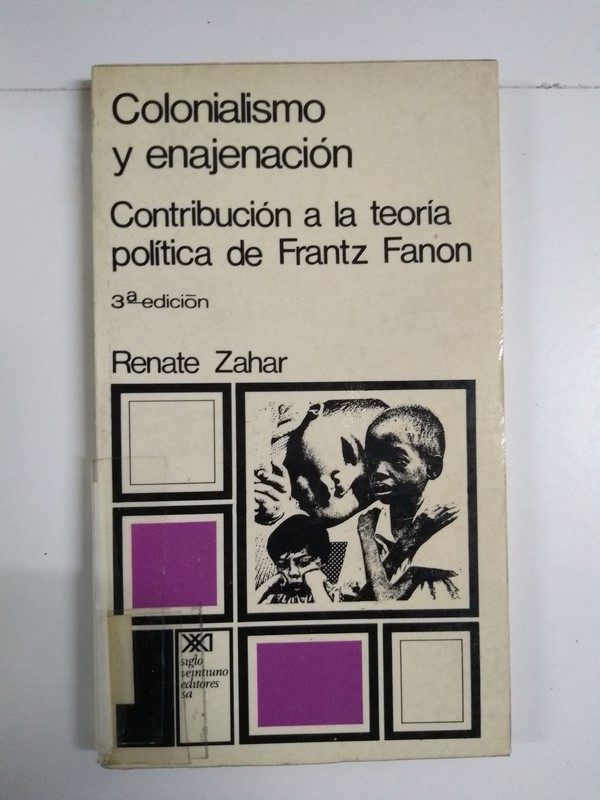 Colonialismo
y enajenación
Contribución a la teoría
política de Frantz Fanon
3ª edición
Renate Zahar
siglo
veintiuno
editores
sa